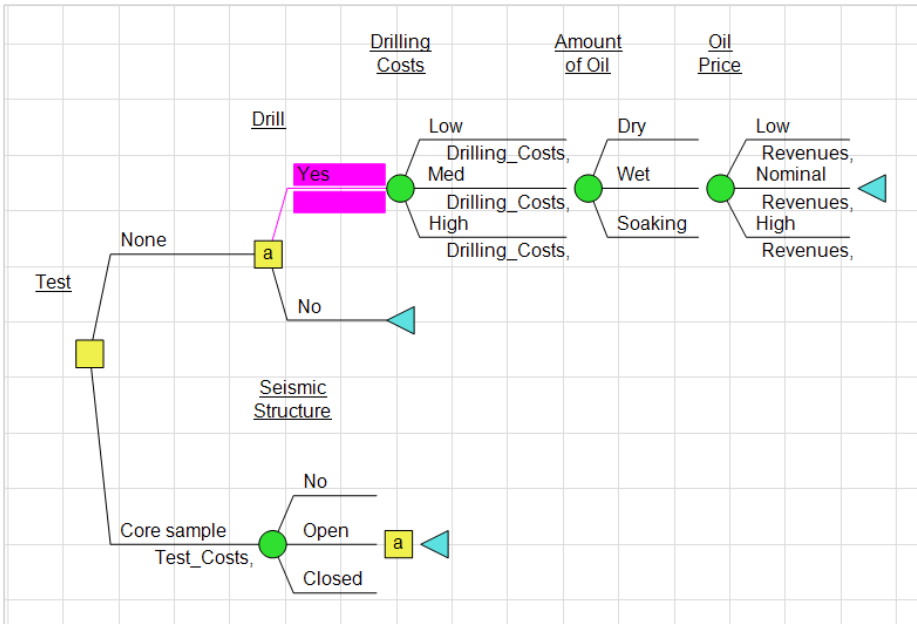 Drilling
Costs
Amount
of Oil
Oil
Price
Drill
Low
Drilling_Costs,
Dry
Low
Revenues,
Yes
Med
Drilling_Costs,
Wet
Nominal
Revenues,
High
Drilling_Costs,
Soaking
High
Revenues,
None
a
Test
No
Seismic
Structure
No
Core sample
Test_Costs,
Open
a
Closed